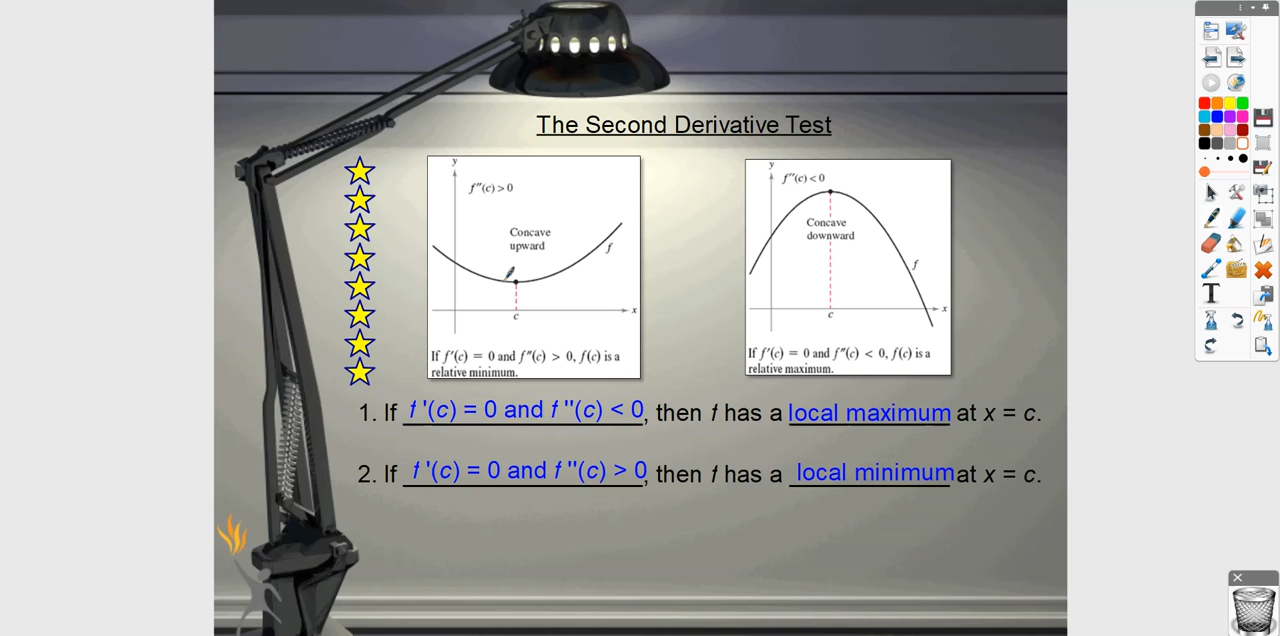 The Second Derivative Test
y
f″(c) > 0
Concave
upward
f
x
c
If f′(c) = 0 and f″(c) > 0, f(c) is a
relative minimum.
y
f″(c) < 0
Concave
downward
f
x
c
If f′(c) = 0 and f″(c) < 0, f(c) is a
relative maximum.
1. If f '(c) = 0 and f "(c) < 0, then f has a local maximum at x = c.
2. If f '(c) = 0 and f "(c) > 0, then f has a local minimum at x = c.
T